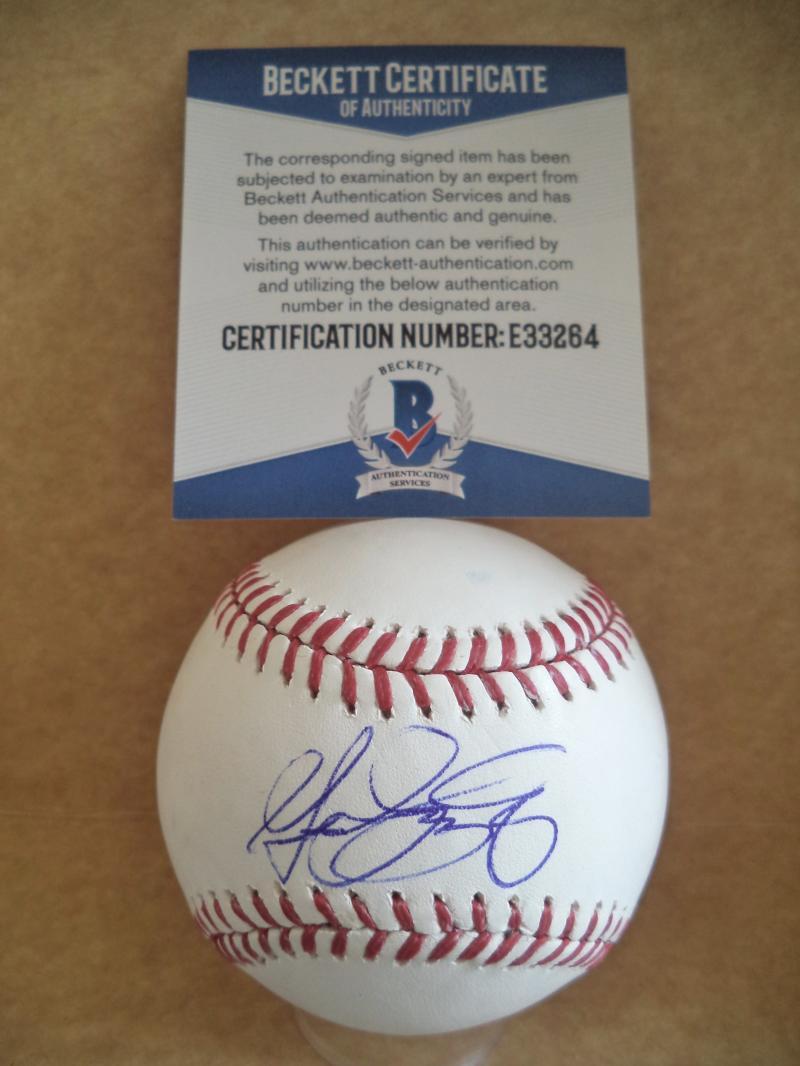 BECKETT CERTIFICATE
OF AUTHENTICITY
The corresponding signed item has been
subjected to examination by an expert from
Beckett Authentication Services and has
been deemed authentic and genuine.
This authentication can be verified by
visiting www.beckett-authentication.com
and utilizing the below authentication
number in the designated area.
CERTIFICATION NUMBER: E33264
BECKETT
B
AUTHENTICATION
SERVICES